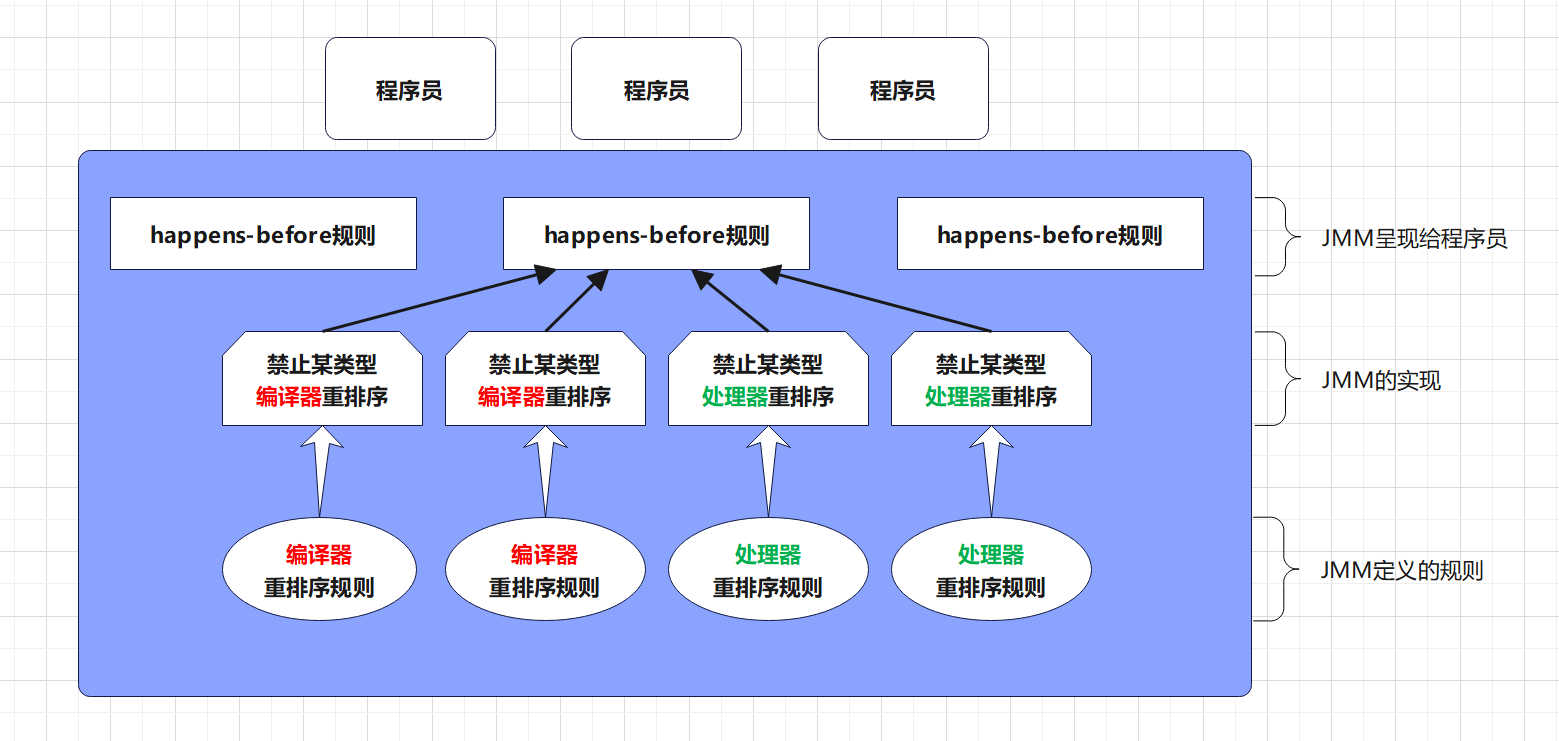 程序员
程序员
程序员
happens-before规则
happens-before规则
happens-before规则
JMM呈现给程序员
禁止某类型
编译器重排序
禁止某类型
编译器重排序
禁止某类型
处理器重排序
禁止某类型
处理器重排序
JMM的实现
编译器
重排序规则
编译器
重排序规则
处理器
重排序规则
处理器
重排序规则
JMM定义的规则